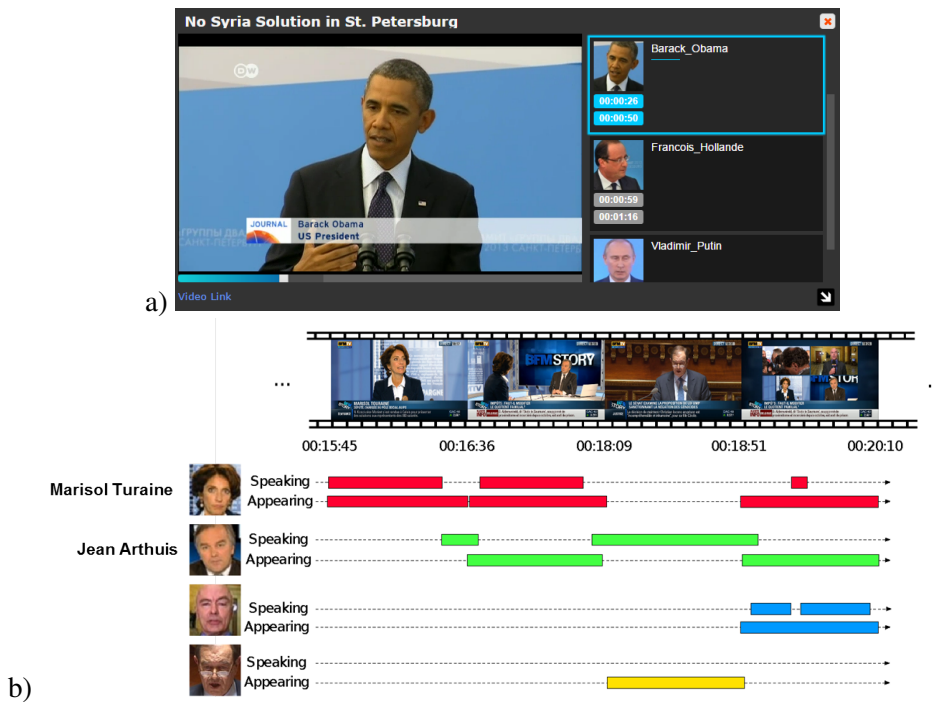 No Syria Solution in St. Petersburg
DW
Barack_Obama
00:00:26
00:00:50
Francois_Hollande
00:00:59
00:01:16
Vladimir_Putin
JOURNAL
Barack Obama
US President
Video Link
a)
...
BFM STORY
MARISOL TURAINE
.
00:15:45
00:16:36
00:18:09
00:18:51
00:20:10
Marisol Turaine
Speaking
Appearing
Jean Arthuis
Speaking
Appearing
Speaking
Appearing
Speaking
Appearing
b)